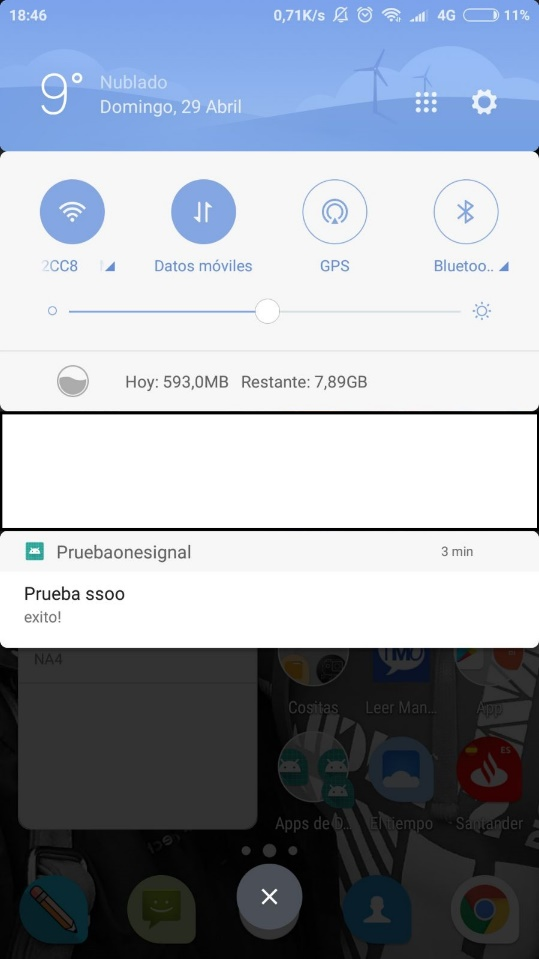 18:46 0,71K/s 4G 11%
9° Nublado
Domingo, 29 Abril
2CC8 Datos móviles GPS Bluetoo..
Hoy: 593,0MB Restante: 7,89GB
Pruebaonesignal 3 min
Prueba ssoo
exito!
NA4
Cositas Leer Man... App
ES
Apps de D... El tiempo Santander